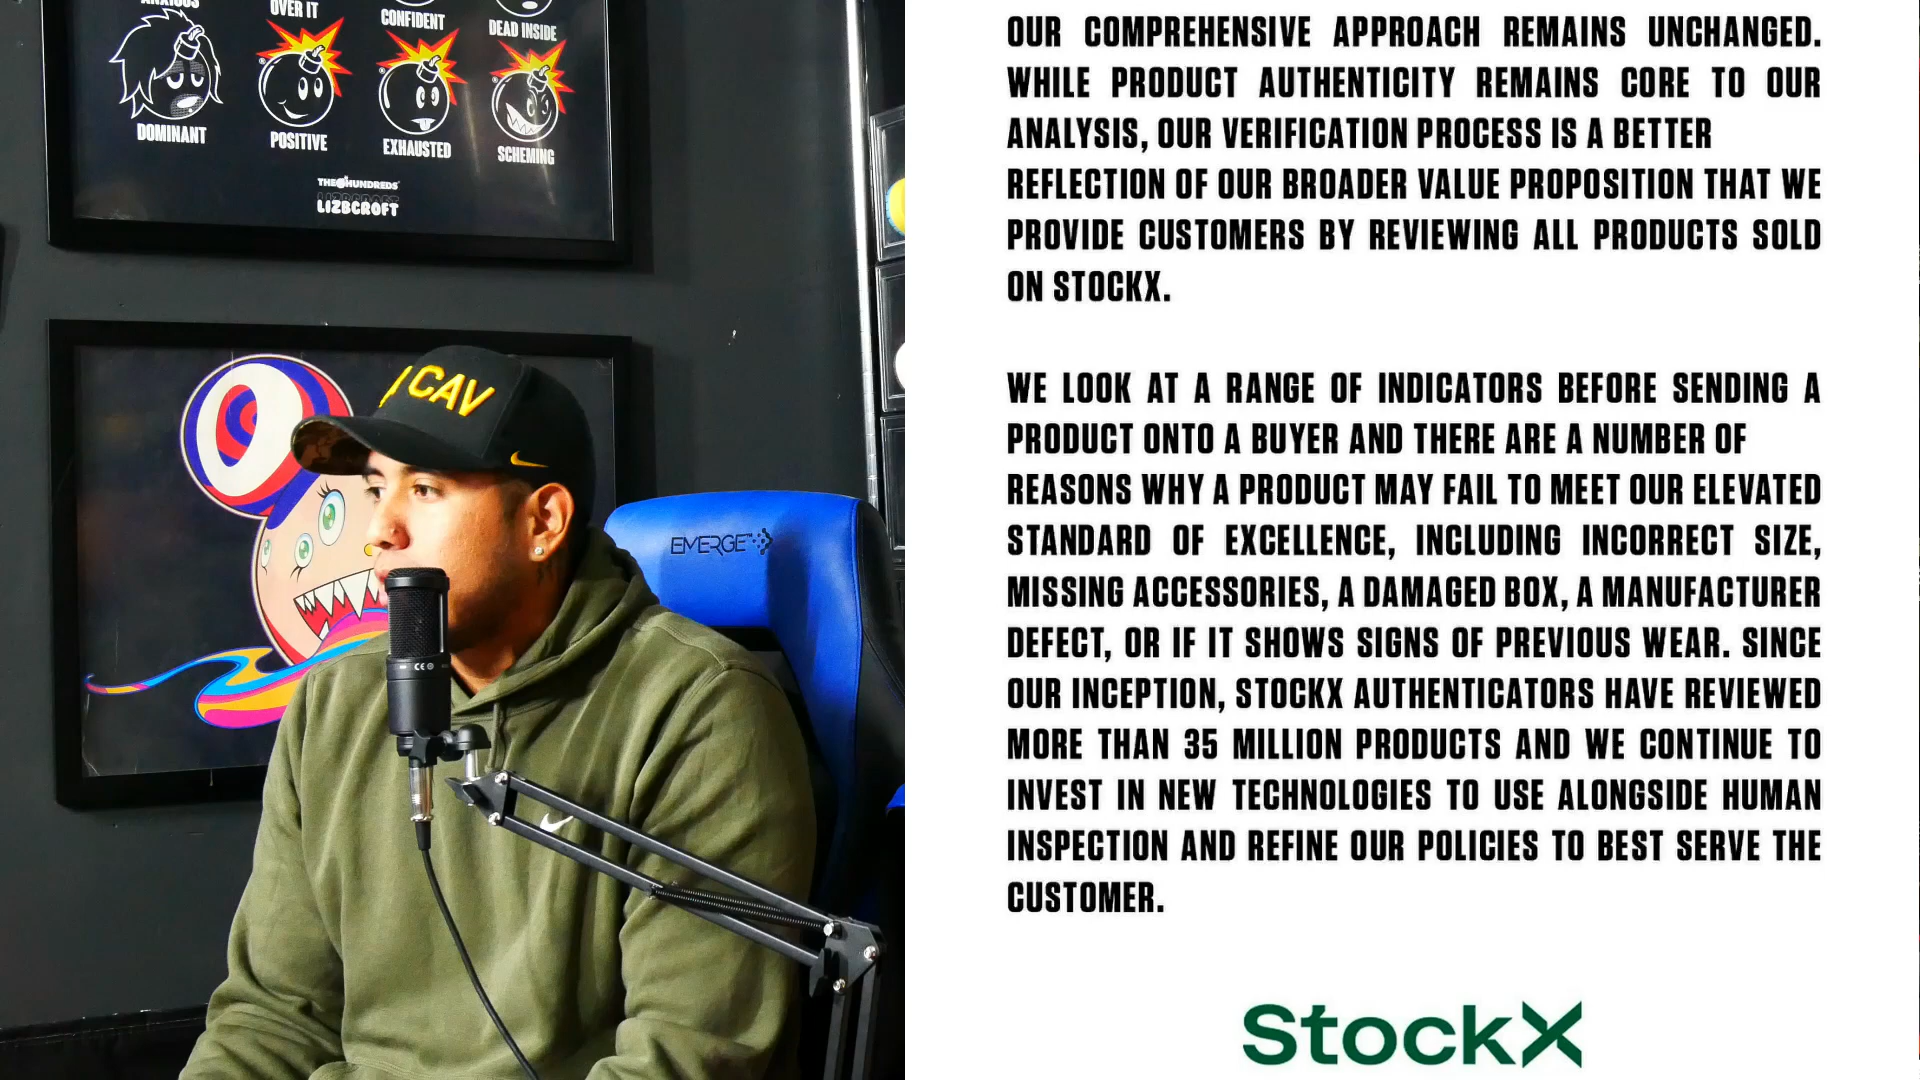 ANXIOUS
OVER IT
CONFIDENT
DEAD INSIDE
DOMINANT
POSITIVE
EXHAUSTED
SCHEMING
THE HUNDREDS
LIZBCROFT
CAV
EMERGE
CE
OUR COMPREHENSIVE APPROACH REMAINS UNCHANGED.
WHILE PRODUCT AUTHENTICITY REMAINS CORE TO OUR
ANALYSIS, OUR VERIFICATION PROCESS IS A BETTER
REFLECTION OF OUR BROADER VALUE PROPOSITION THAT WE
PROVIDE CUSTOMERS BY REVIEWING ALL PRODUCTS SOLD
ON STOCKX.
WE LOOK AT A RANGE OF INDICATORS BEFORE SENDING A
PRODUCT ONTO A BUYER AND THERE ARE A NUMBER OF
REASONS WHY A PRODUCT MAY FAIL TO MEET OUR ELEVATED
STANDARD OF EXCELLENCE, INCLUDING INCORRECT SIZE,
MISSING ACCESSORIES, A DAMAGED BOX, A MANUFACTURER
DEFECT, OR IF IT SHOWS SIGNS OF PREVIOUS WEAR. SINCE
OUR INCEPTION, STOCKX AUTHENTICATORS HAVE REVIEWED
MORE THAN 35 MILLION PRODUCTS AND WE CONTINUE TO
INVEST IN NEW TECHNOLOGIES TO USE ALONGSIDE HUMAN
INSPECTION AND REFINE OUR POLICIES TO BEST SERVE THE
CUSTOMER.
StockX